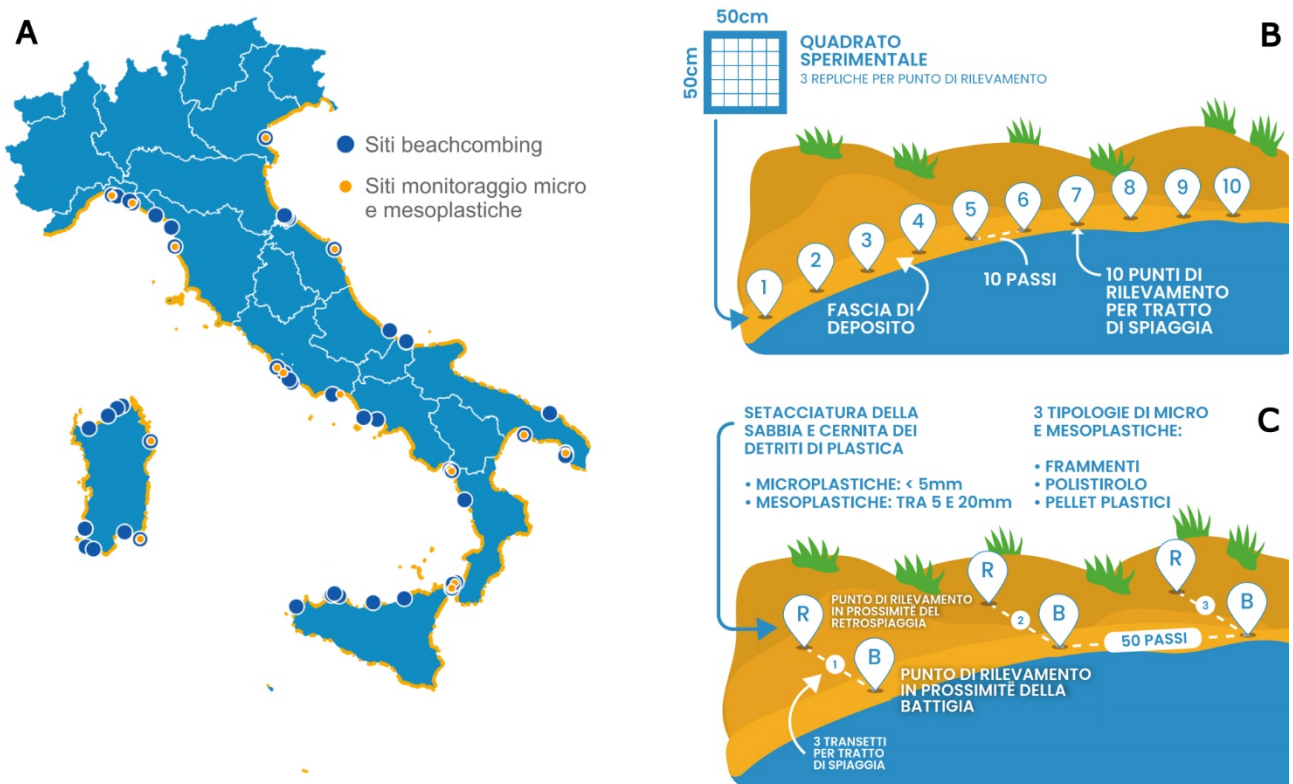 A
Siti beachcombing
Siti monitoraggio micro
e mesoplastiche
B
50cm
50cm
QUADRATO
SPERIMENTALE
3 REPLICHE PER PUNTO DI RILEVAMENTO
1
2
3
4
5
6
7
8
9
10
FASCIA DI
DEPOSITO
10 PASSI
10 PUNTI DI
RILEVAMENTO
PER TRATTO
DI SPIAGGIA
C
SETACCIATURA DELLA
SABBIA E CERNITA DEI
DETRITI DI PLASTICA
• MICROPLASTICHE: < 5mm
• MESOPLASTICHE: TRA 5 E 20mm
3 TIPOLOGIE DI MICRO
E MESOPLASTICHE:
• FRAMMENTI
• POLISTIROLO
• PELLET PLASTICI
R
PUNTO DI RILEVAMENTO
IN PROSSIMITË DEL
RETROSPIAGGIA
1
B
PUNTO DI RILEVAMENTO
IN PROSSIMITË DELLA
BATTIGIA
R
2
B
50 PASSI
R
3
B
3 TRANSETTI
PER TRATTO
DI SPIAGGIA